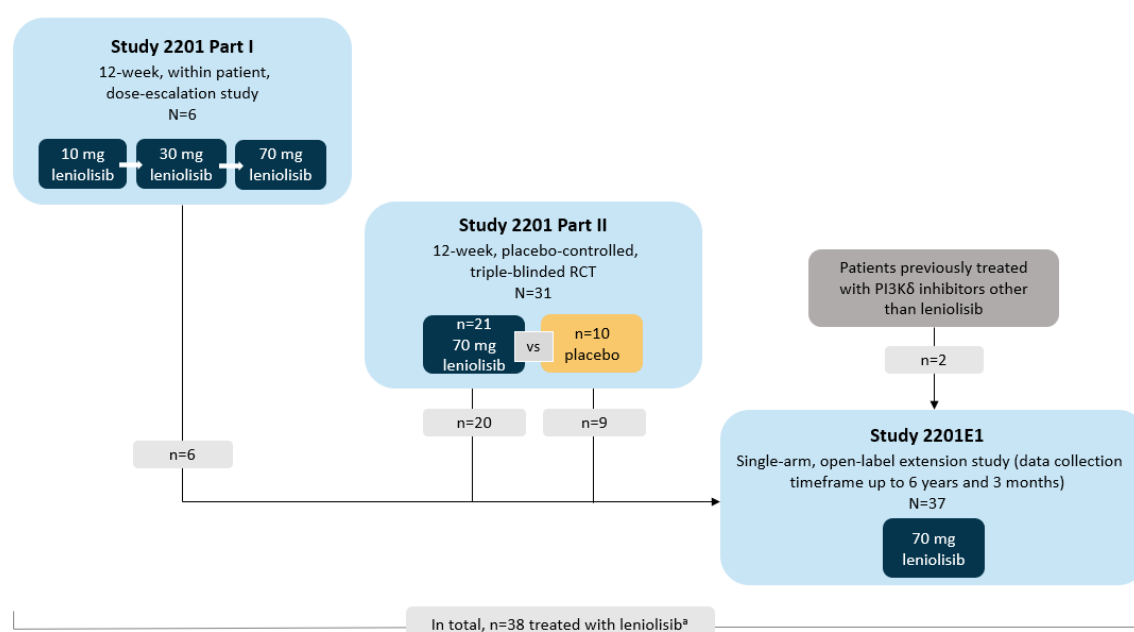 Study 2201 Part I
12-week, within patient,
dose-escalation study
N=6
10 mg
leniolisib
30 mg
leniolisib
70 mg
leniolisib
Study 2201 Part II
12-week, placebo-controlled,
triple-blinded RCT
N=31
n=21
70 mg
leniolisib
vs
n=10
placebo
Patients previously treated
with PI3Kδ inhibitors other
than leniolisib
n=2
n=20
n=9
n=6
Study 2201E1
Single-arm, open-label extension study (data collection
timeframe up to 6 years and 3 months)
N=37
70 mg
leniolisib
In total, n=38 treated with leniolisibᵃ